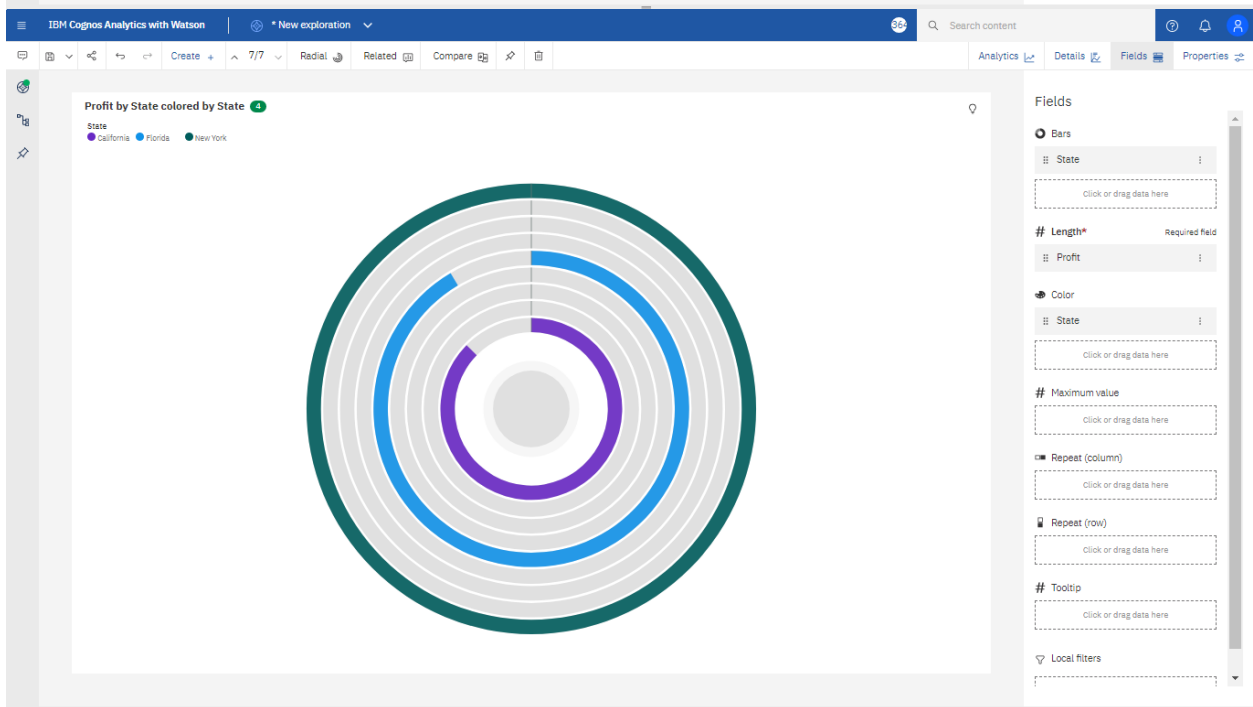 IBM Cognos Analytics with Watson
* New exploration
364
Search content
Create +
7/7
Radial
Related
Compare
Analytics
Details
Fields
Properties
Profit by State colored by State 4
State
California Florida New York
Fields
Bars
State
Click or drag data here
# Length* Required field
Profit
Color
State
Click or drag data here
# Maximum value
Click or drag data here
Repeat (column)
Click or drag data here
Repeat (row)
Click or drag data here
# Tooltip
Click or drag data here
Local filters